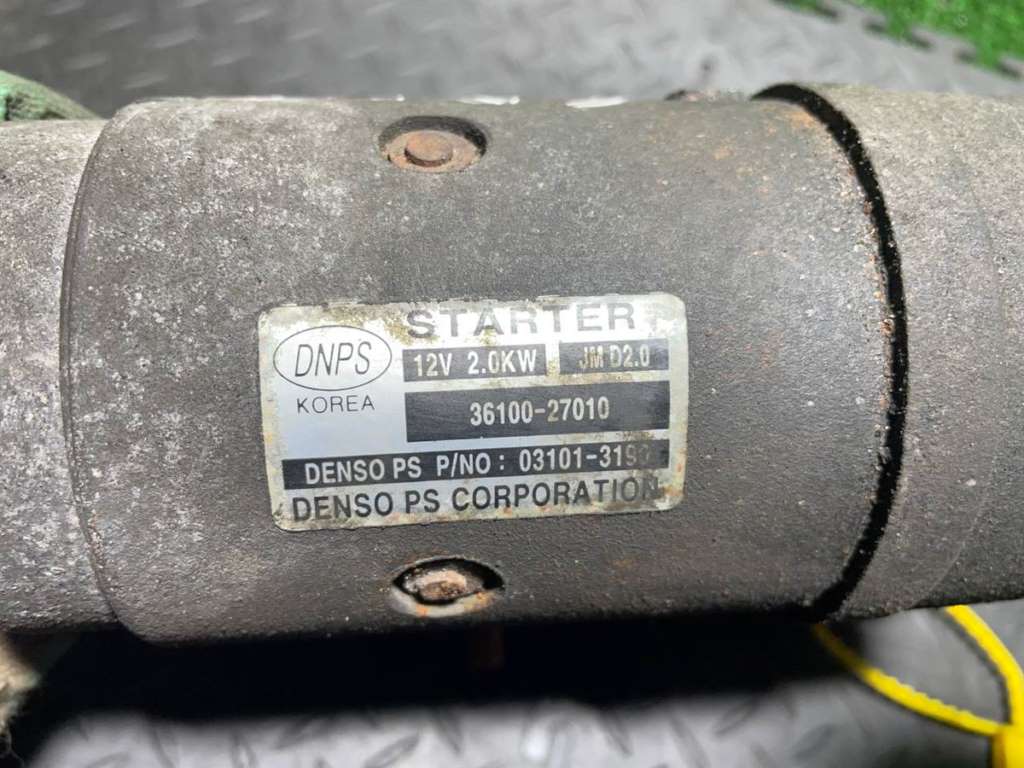 STARTER
DNPS
KOREA
12V 2.0KW
JM D2.0
36100-27010
DENSO PS P/NO:
DENSO PS CORPORATION